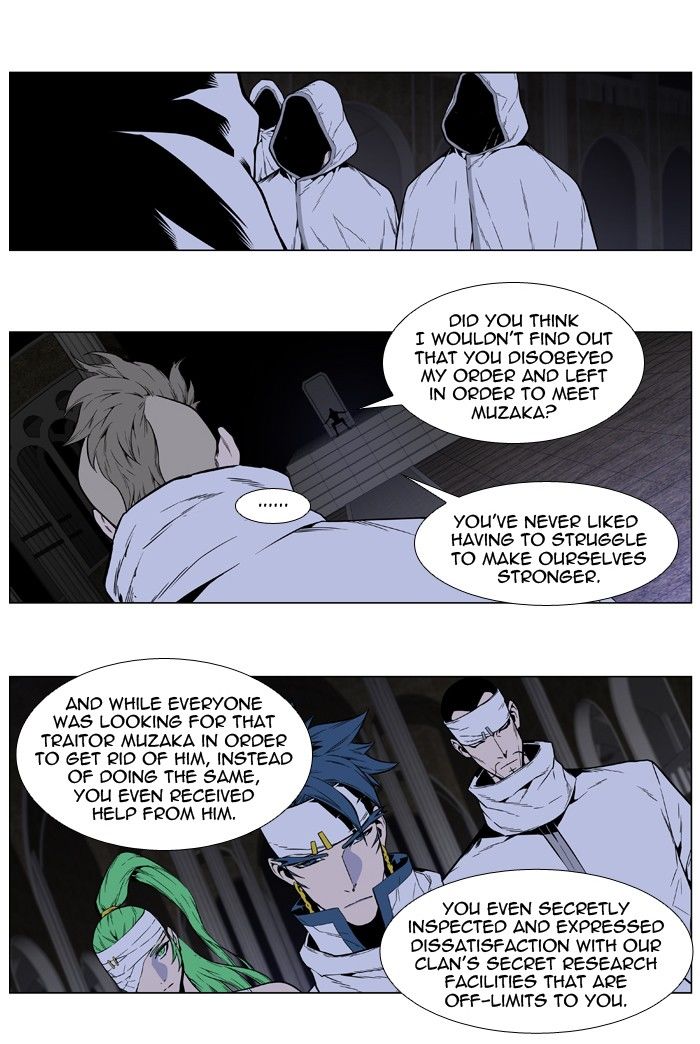 DID YOU THINK
I WOULDN'T FIND OUT
THAT YOU DISOBEYED
MY ORDER AND LEFT
IN ORDER TO MEET
MUZAKA?
......
YOU'VE NEVER LIKED
HAVING TO STRUGGLE
TO MAKE OURSELVES
STRONGER.
AND WHILE EVERYONE
WAS LOOKING FOR THAT
TRAITOR MUZAKA IN ORDER
TO GET RID OF HIM, INSTEAD
OF DOING THE SAME,
YOU EVEN RECEIVED
HELP FROM HIM.
YOU EVEN SECRETLY
INSPECTED AND EXPRESSED
DISSATISFACTION WITH OUR
CLAN'S SECRET RESEARCH
FACILITIES THAT ARE
OFF-LIMITS TO YOU.